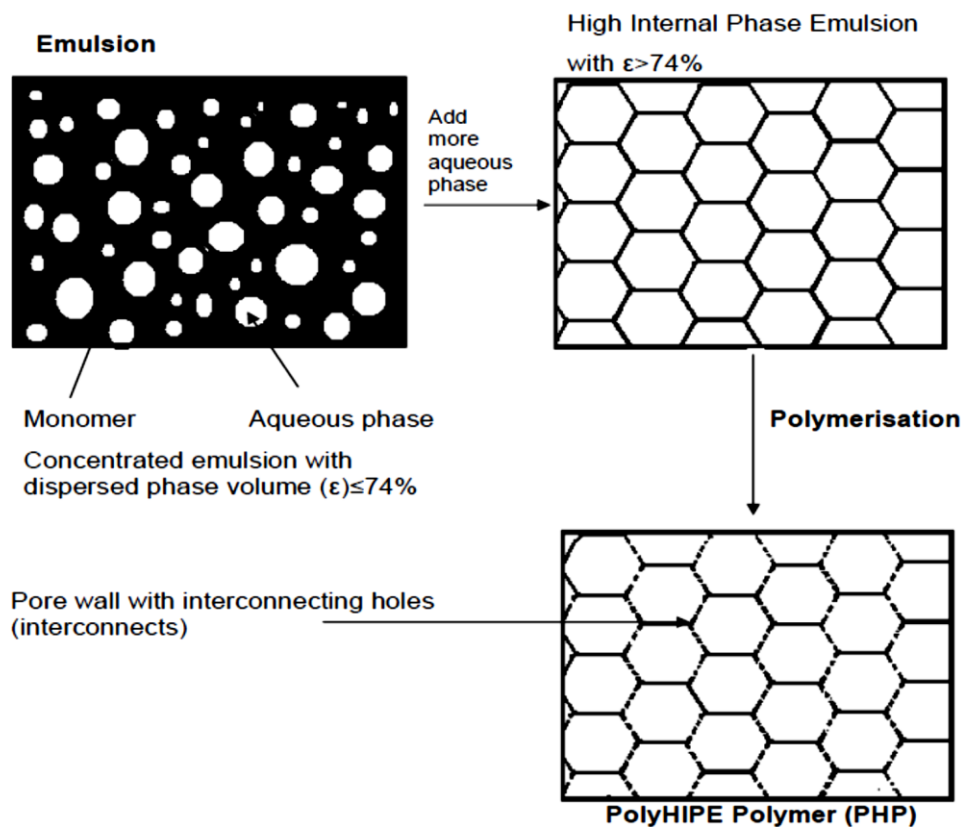 Emulsion
High Internal Phase Emulsion
with ε>74%
Add
more
aqueous
phase
Monomer
Aqueous phase
Concentrated emulsion with
dispersed phase volume (ε)≤74%
Polymerisation
Pore wall with interconnecting holes
(interconnects)
PolyHIPE Polymer (PHP)